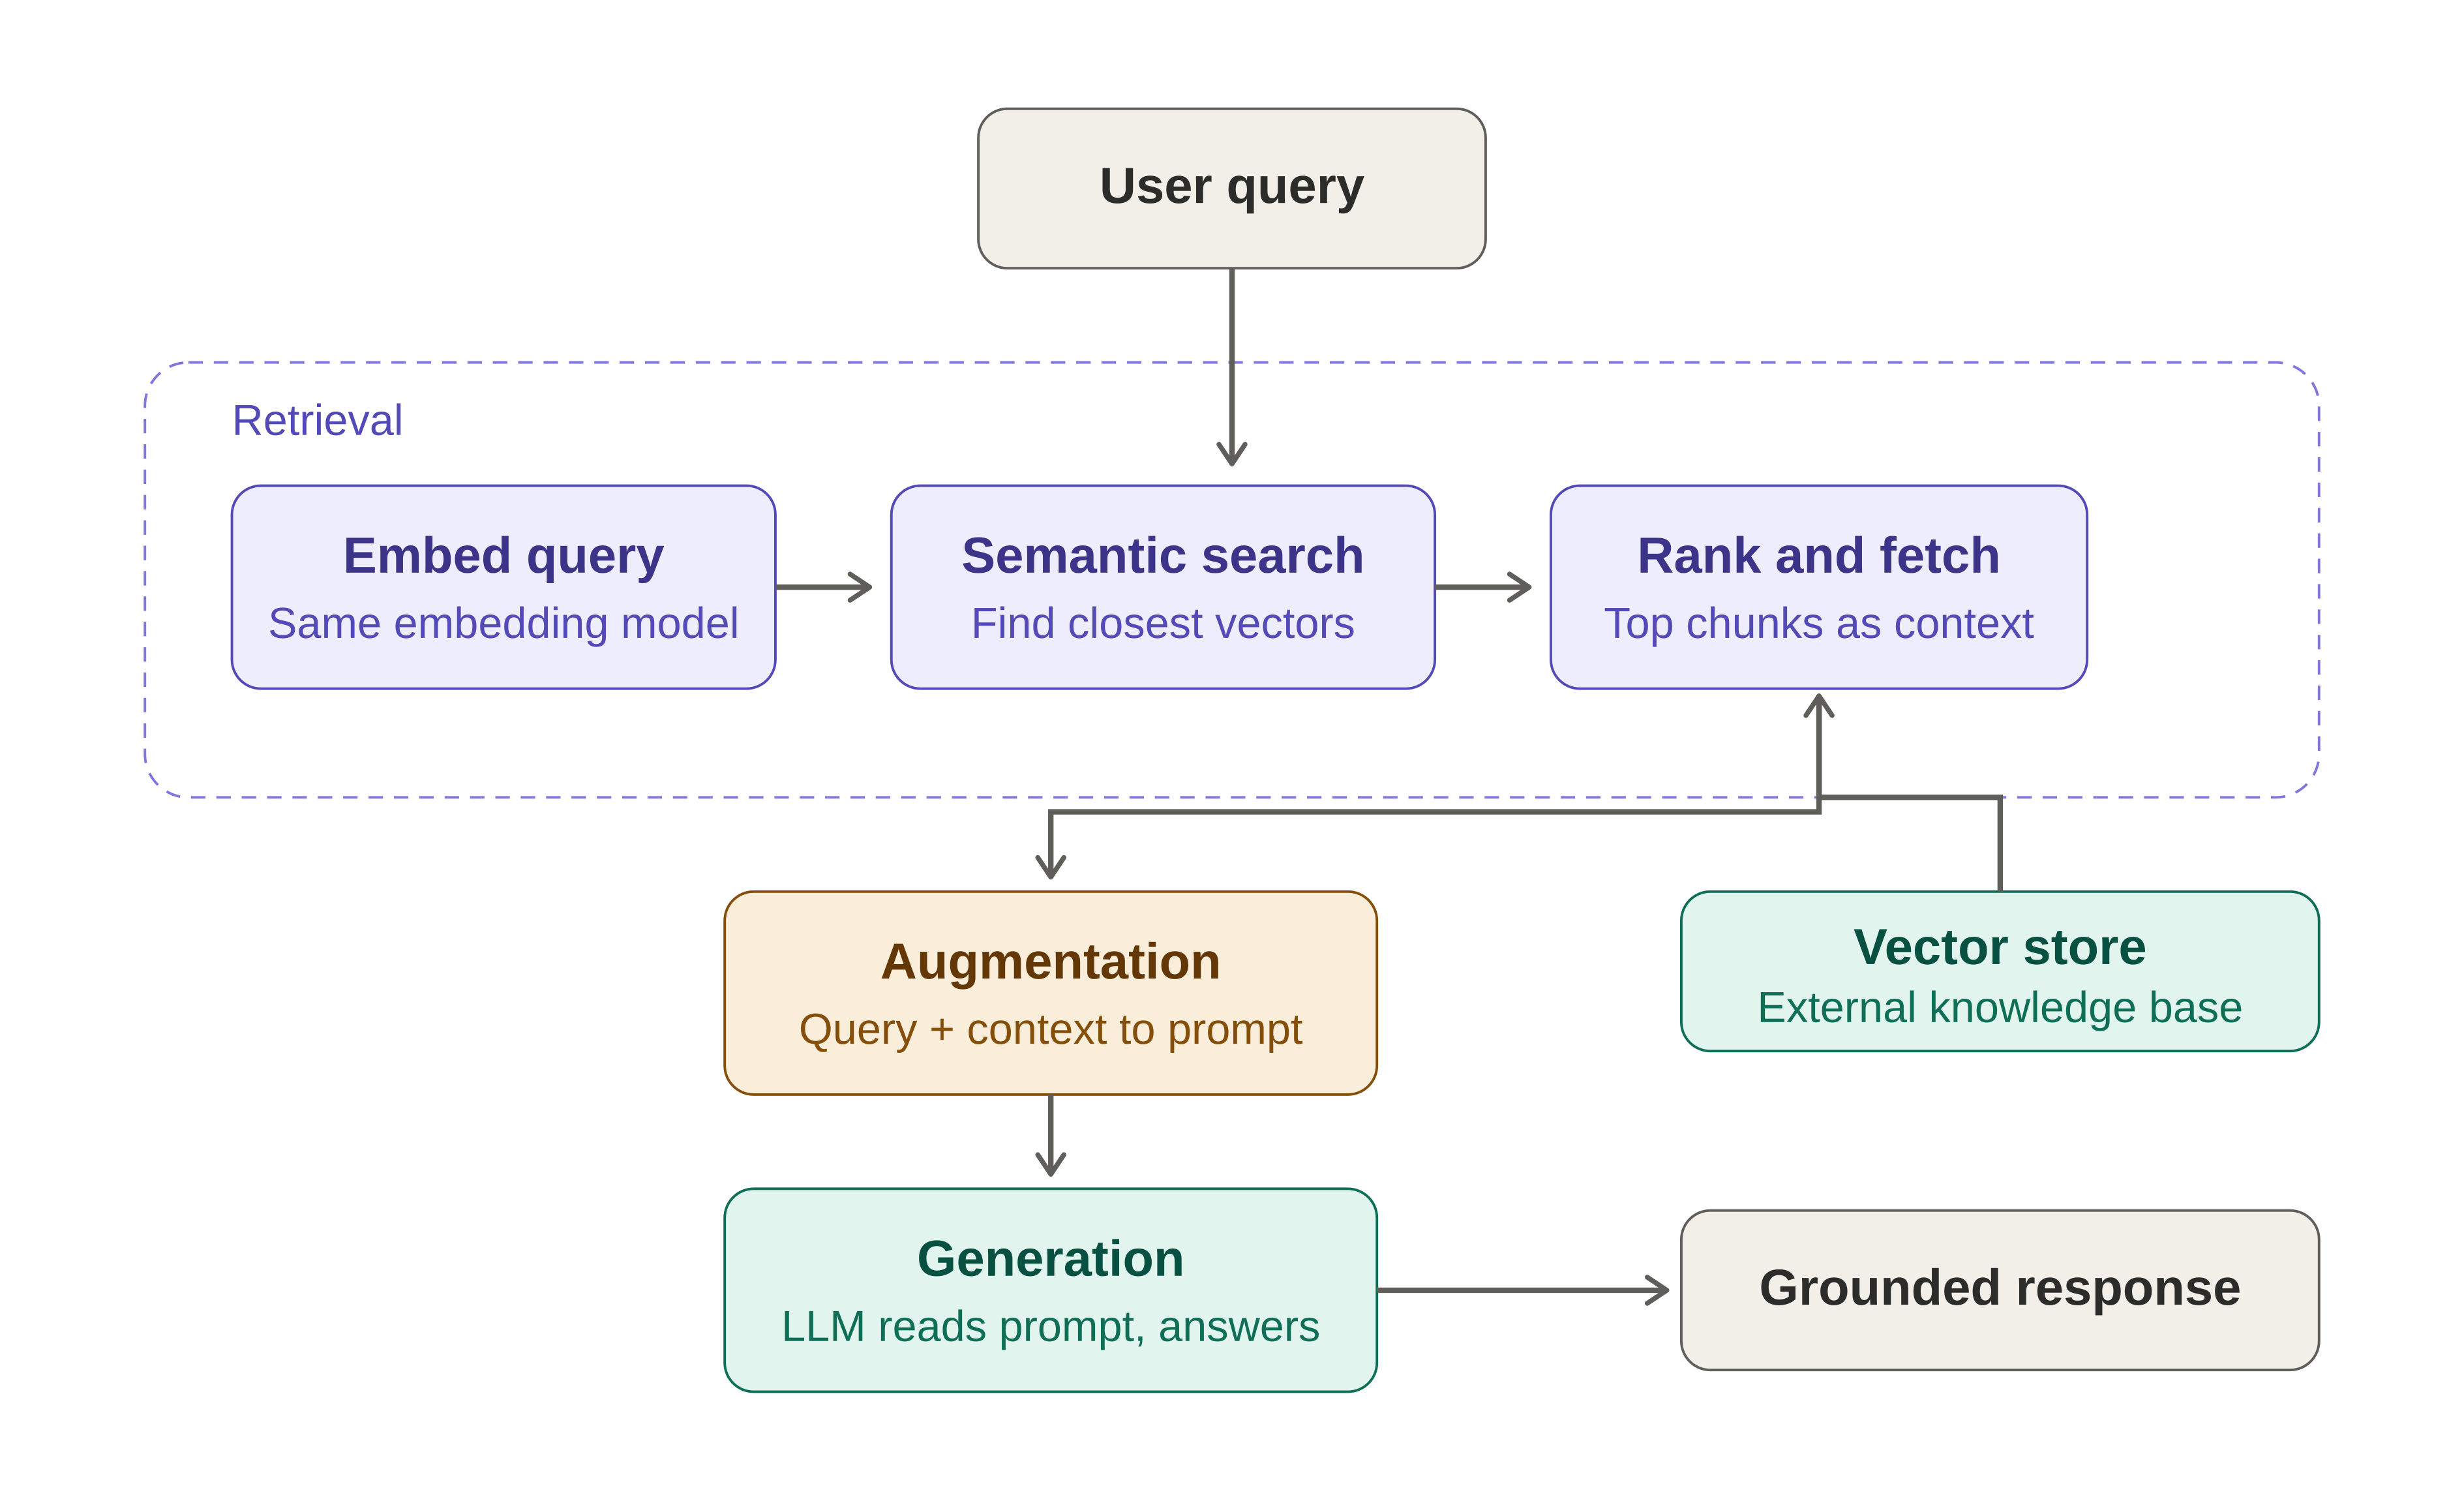 User query
Retrieval
Embed query
Same embedding model
Semantic search
Find closest vectors
Rank and fetch
Top chunks as context
Augmentation
Query + context to prompt
Vector store
External knowledge base
Generation
LLM reads prompt, answers
Grounded response